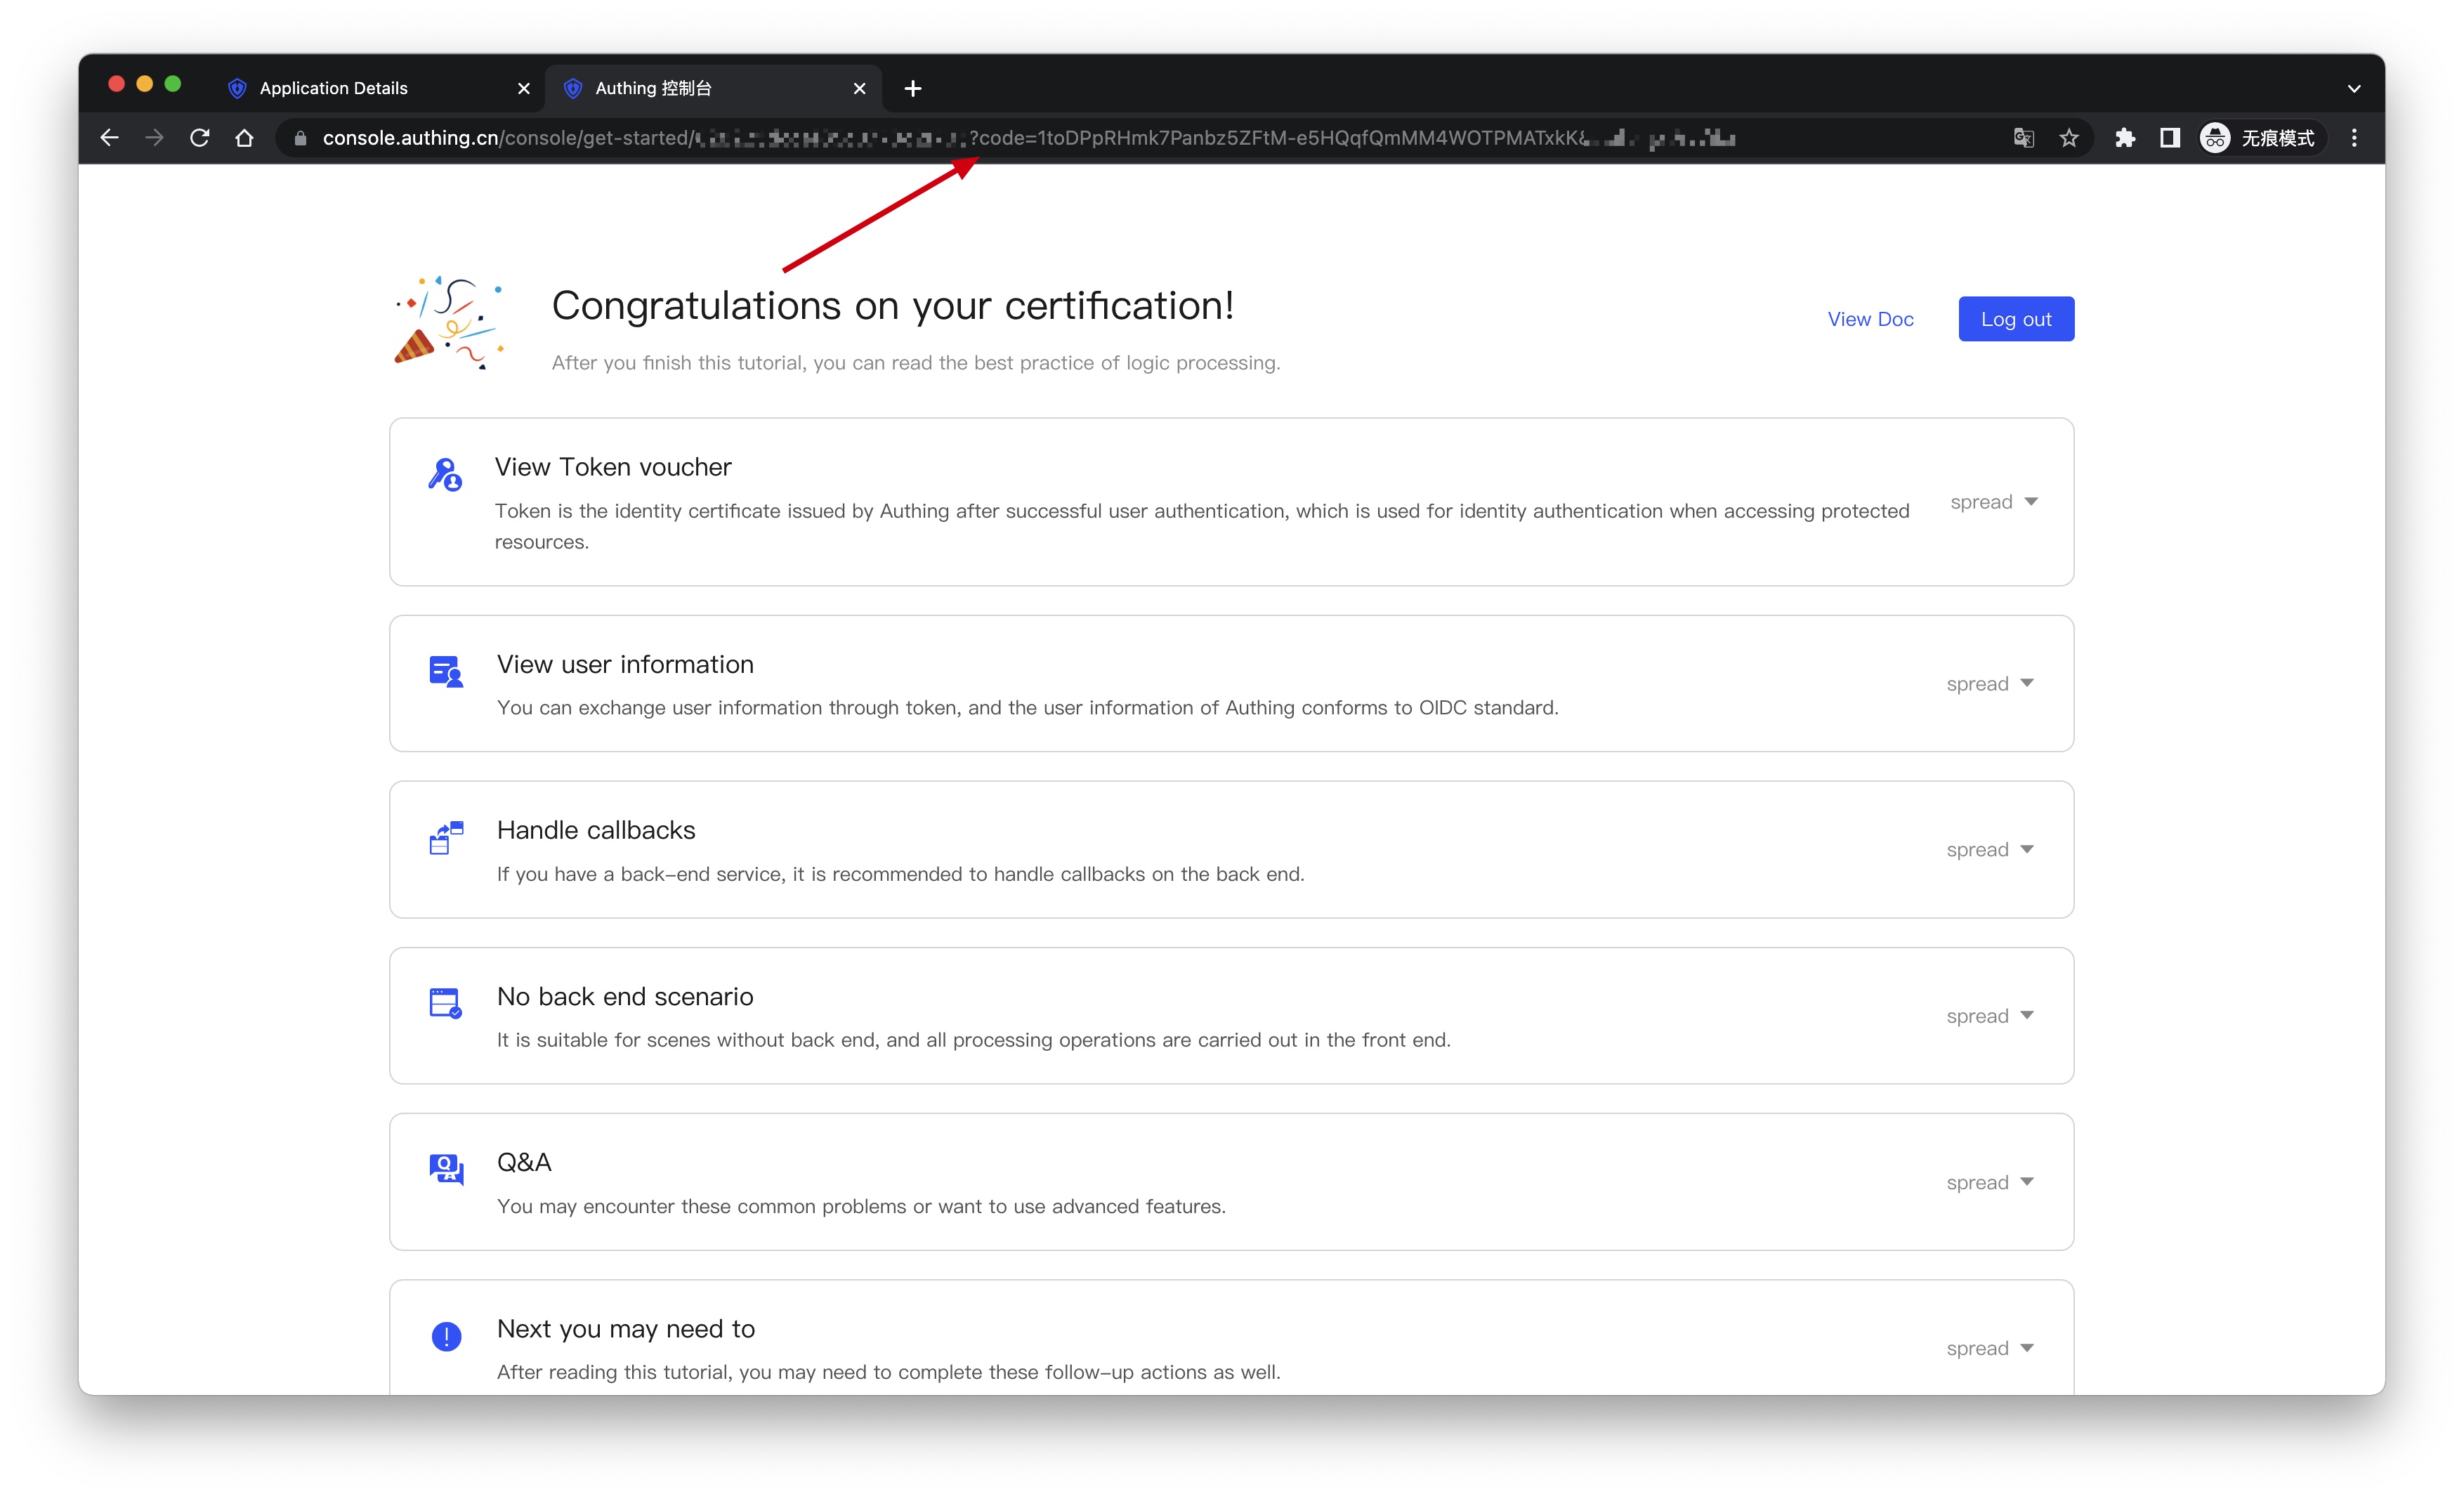 Application Details
Authing 控制台
console.authing.cn/console/get-started/
?code=1toDPpRHmk7Panbz5ZFtM-e5HQqfQmMM4WOTPMATxkK&
无痕模式
Congratulations on your certification!
After you finish this tutorial, you can read the best practice of logic processing.
View Doc
Log out
View Token voucher
Token is the identity certificate issued by Authing after successful user authentication, which is used for identity authentication when accessing protected
resources.
spread
View user information
You can exchange user information through token, and the user information of Authing conforms to OIDC standard.
spread
Handle callbacks
If you have a back-end service, it is recommended to handle callbacks on the back end.
spread
No back end scenario
It is suitable for scenes without back end, and all processing operations are carried out in the front end.
spread
Q&A
You may encounter these common problems or want to use advanced features.
spread
Next you may need to
After reading this tutorial, you may need to complete these follow-up actions as well.
spread